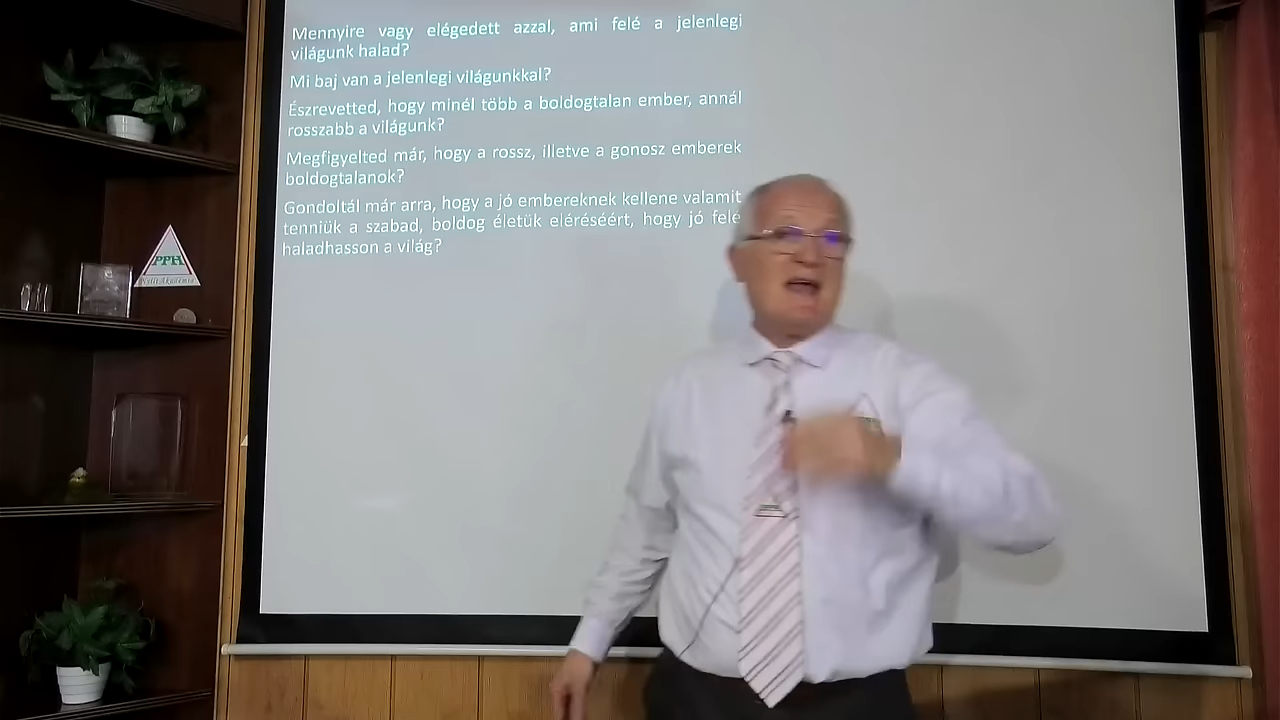 Mennyire vagy elégedett azzal, ami felé a jelenlegi
világunk halad?
Mi baj van a jelenlegi világunkkal?
Észrevetted, hogy minél több a boldogtalan ember, annál
rosszabb a világunk?
Megfigyelted már, hogy a rossz, illetve a gonosz emberek
boldogtalanok?
Gondoltál már arra, hogy a jó embereknek kellene valamit
tenniük a szabad, boldog életük eléréséért, hogy jó felé
haladhasson a világ?
PPH
Nyílt Akadémia